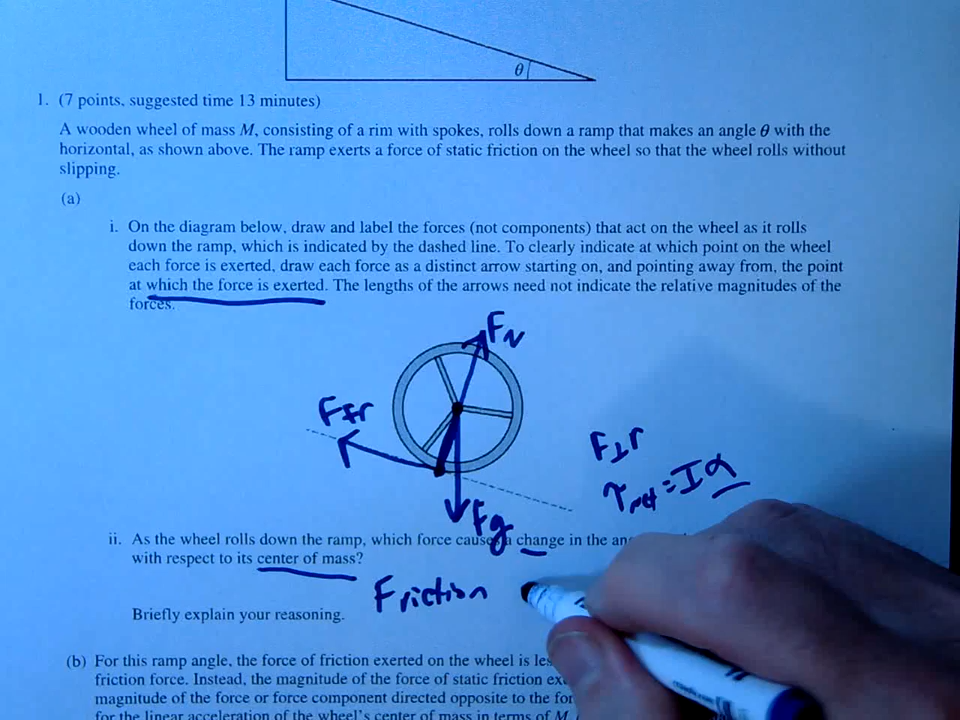 θ
1. (7 points, suggested time 13 minutes)
A wooden wheel of mass M, consisting of a rim with spokes, rolls down a ramp that makes an angle θ with the
horizontal, as shown above. The ramp exerts a force of static friction on the wheel so that the wheel rolls without
slipping.
(a)
i. On the diagram below, draw and label the forces (not components) that act on the wheel as it rolls
down the ramp, which is indicated by the dashed line. To clearly indicate at which point on the wheel
each force is exerted, draw each force as a distinct arrow starting on, and pointing away from, the point
at which the force is exerted. The lengths of the arrows need not indicate the relative magnitudes of the
forces.
FN
Ffr
F⊥r
τnet = Iα
Fg
ii. As the wheel rolls down the ramp, which force causes a change in the
with respect to its center of mass?
Friction
Briefly explain your reasoning.
(b) For this ramp angle, the force of friction exerted on the wheel is
friction force. Instead, the magnitude of the force of static friction
magnitude of the force or force component directed opposite to the
for the linear acceleration of the wheel's center of mass in terms of M,